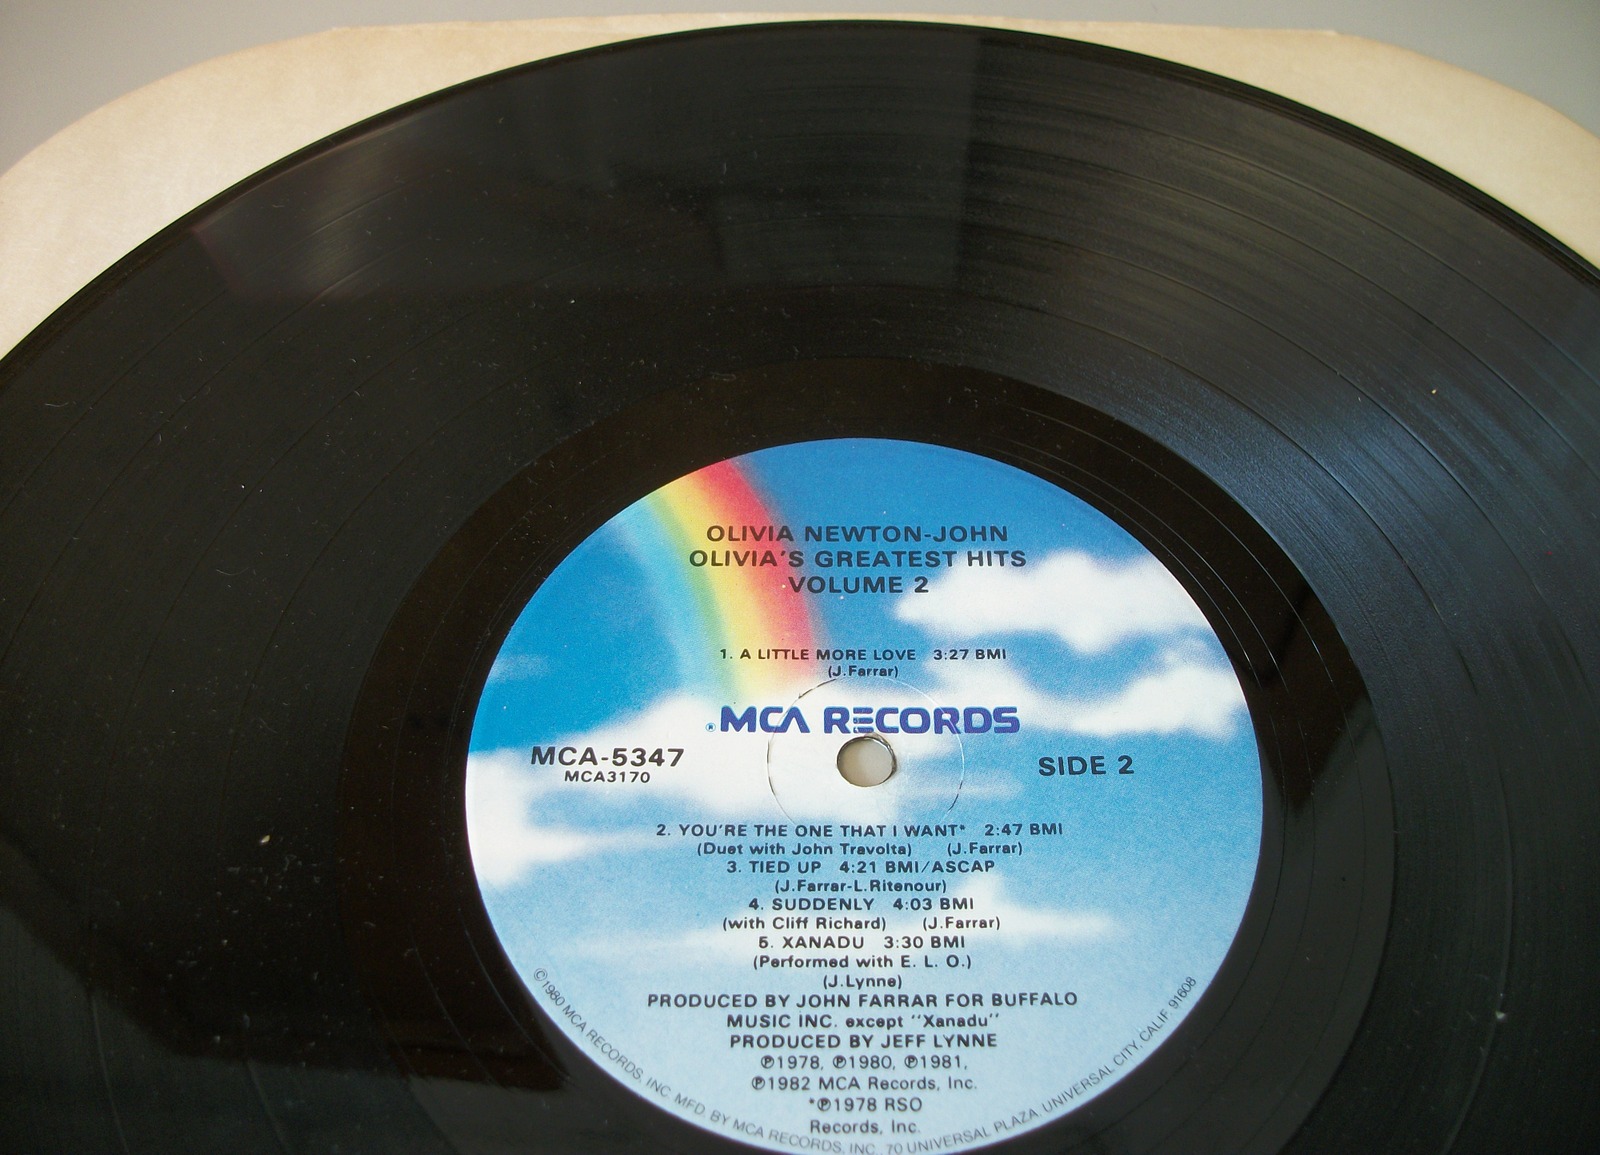 OLIVIA NEWTON-JOHN
OLIVIA'S GREATEST HITS
VOLUME 2
1. A LITTLE MORE LOVE 3:27 BMI
(J.Farrar)
®MCA RECORDS
MCA-5347
MCA3170
SIDE 2
2. YOU'RE THE ONE THAT I WANT* 2:47 BMI
(Duet with John Travolta) (J.Farrar)
3. TIED UP 4:21 BMI/ASCAP
(J.Farrar-L.Ritenour)
4. SUDDENLY 4:03 BMI
(with Cliff Richard) (J.Farrar)
5. XANADU 3:30 BMI
(Performed with E. L. O.)
(J.Lynne)
PRODUCED BY JOHN FARRAR FOR BUFFALO
MUSIC INC. except "Xanadu"
PRODUCED BY JEFF LYNNE
℗1978, ℗1980, ℗1981,
℗1982 MCA Records, Inc.
*℗1978 RSO
Records, Inc.
©1980 MCA RECORDS, INC. MFD. BY MCA RECORDS, INC. 70 UNIVERSAL PLAZA, UNIVERSAL CITY, CALIF. 91608